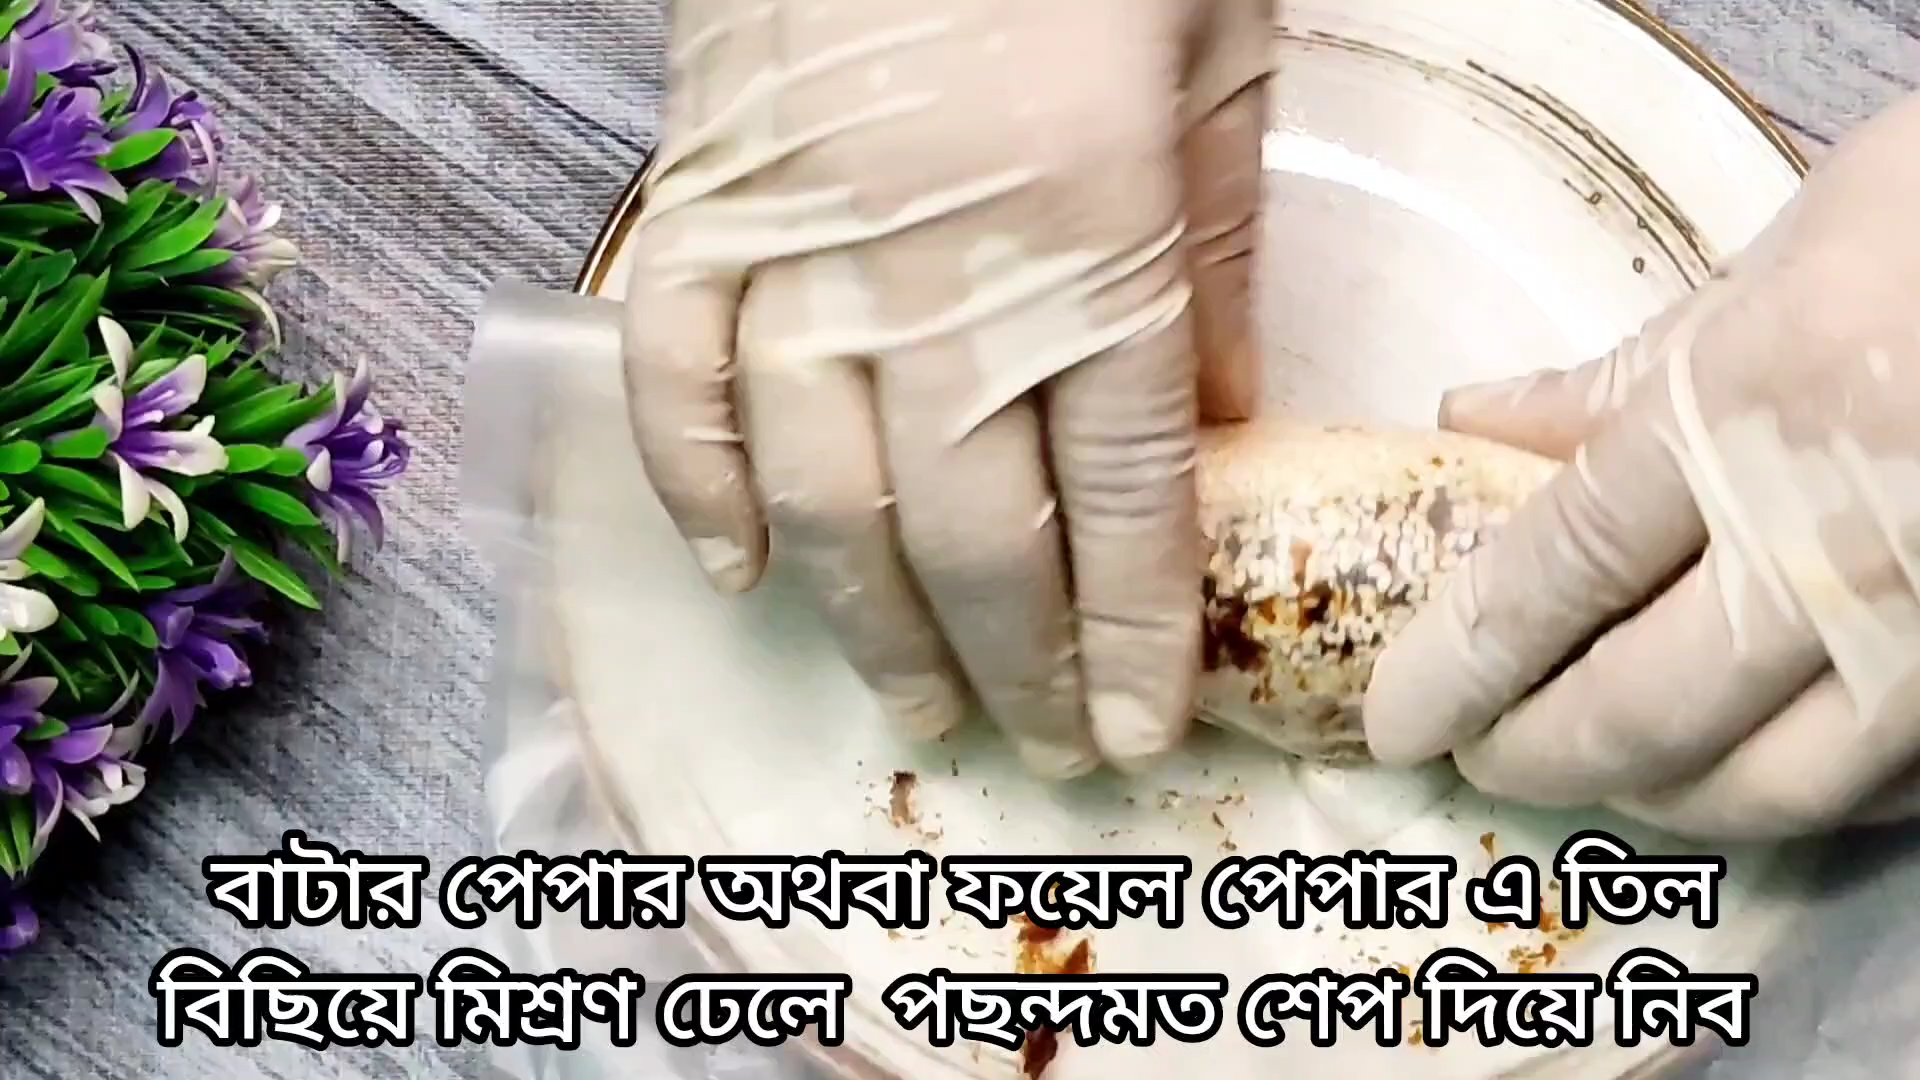 বাটার পেপার অথবা ফয়েল পেপার এ তিল
বিছিয়ে মিশ্রণ ঢেলে পছন্দমত শেপ দিয়ে নিব